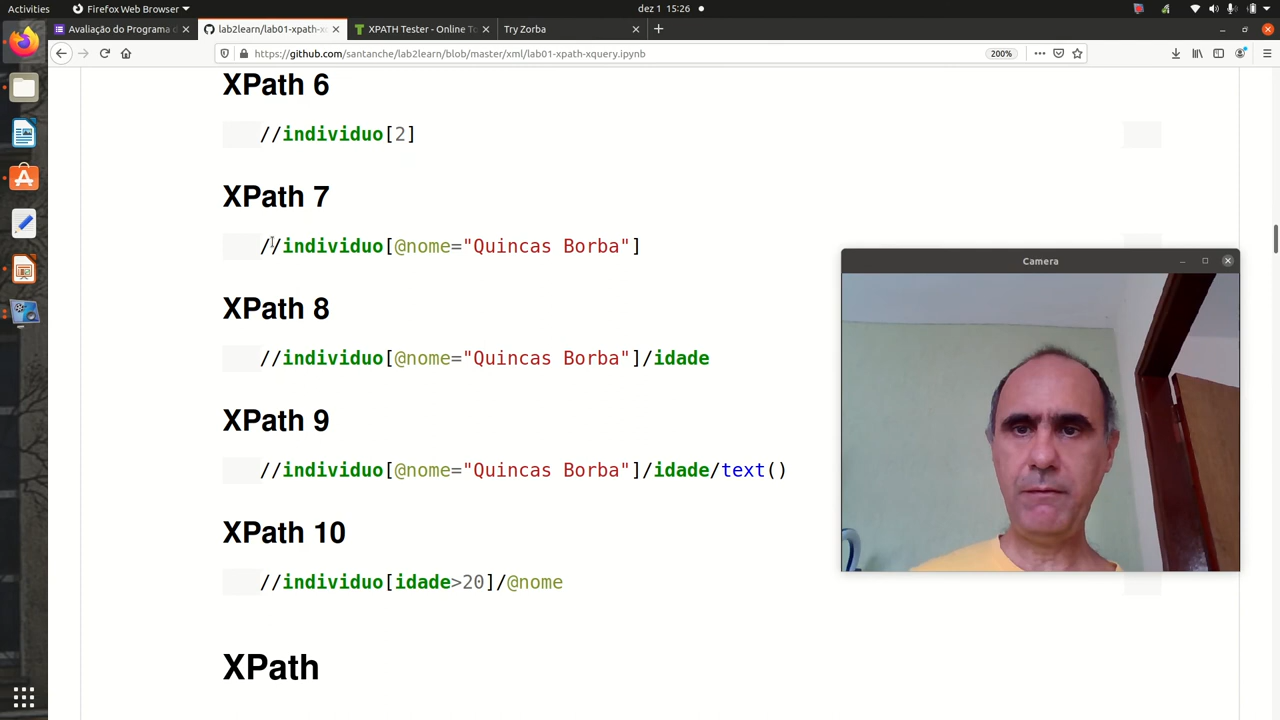 Activities
Firefox Web Browser
dez 1 15:26
Avaliação do Programa d
lab2learn/lab01-xpath-x
XPATH Tester - Online To
Try Zorba
https://github.com/santanche/lab2learn/blob/master/xml/lab01-xpath-xquery.ipynb
200%
XPath 6
//individuo[2]
XPath 7
//individuo[@nome="Quincas Borba"]
Camera
XPath 8
//individuo[@nome="Quincas Borba"]/idade
XPath 9
//individuo[@nome="Quincas Borba"]/idade/text()
XPath 10
//individuo[idade>20]/@nome
XPath